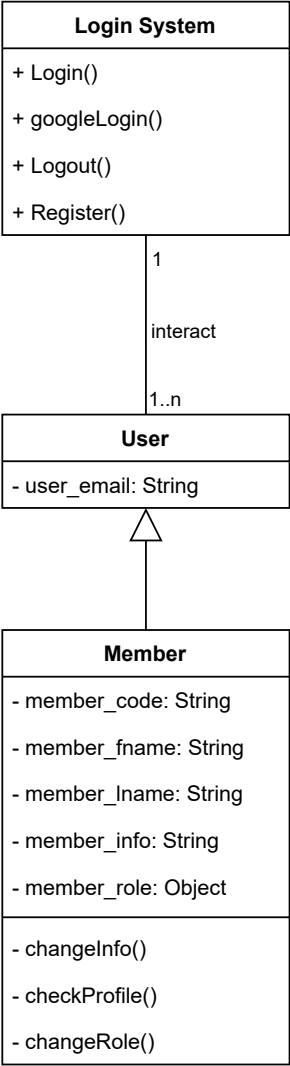 Login System
+ Login()
+ googleLogin()
+ Logout()
+ Register()
1
interact
1..n
User
- user_email: String
Member
- member_code: String
- member_fname: String
- member_lname: String
- member_info: String
- member_role: Object
- changeInfo()
- checkProfile()
- changeRole()